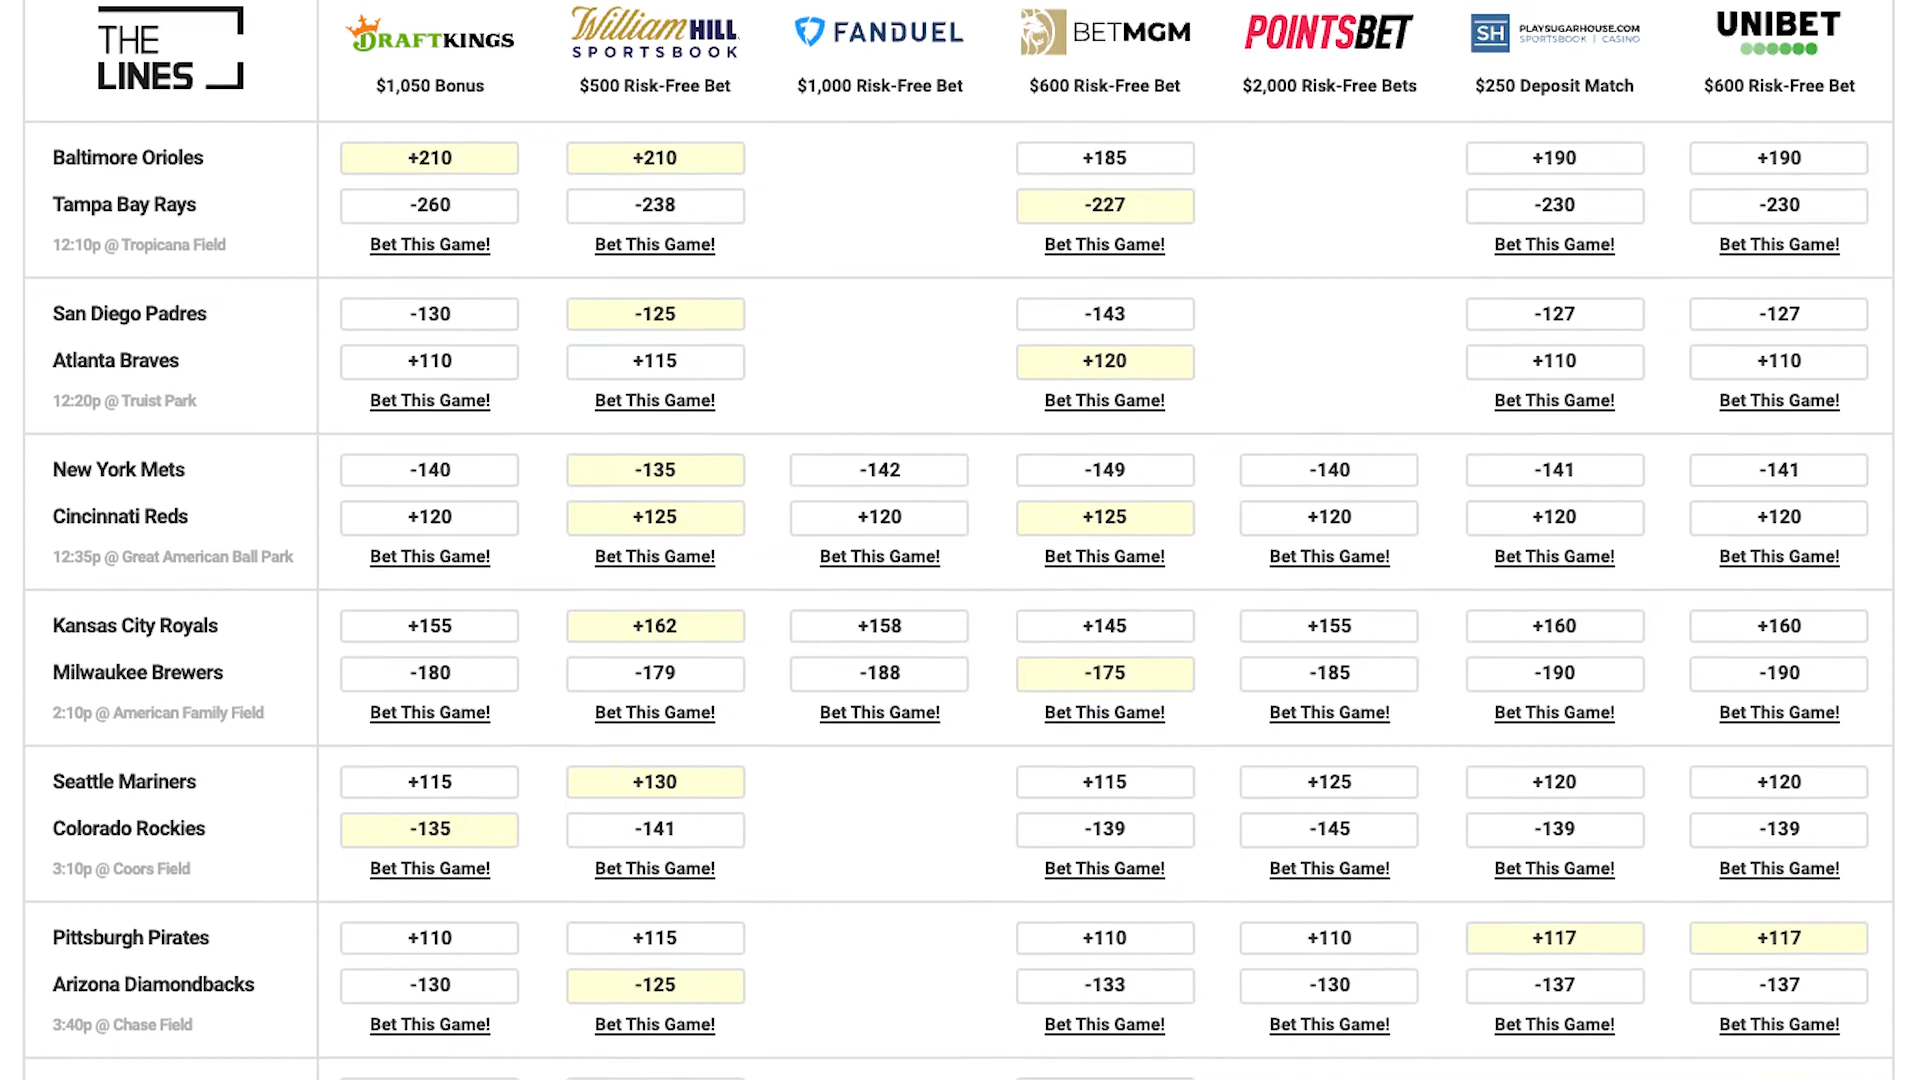 THE
LINES
DRAFTKINGS
William HILL
SPORTSBOOK
FANDUEL
BETMGM
POINTSBET
SH PLAYSUGARHOUSE.COM
SPORTSBOOK | CASINO
UNIBET
$1,050 Bonus $500 Risk-Free Bet $1,000 Risk-Free Bet $600 Risk-Free Bet $2,000 Risk-Free Bets $250 Deposit Match $600 Risk-Free Bet
Baltimore Orioles +210 +210 +185 +190 +190
Tampa Bay Rays -260 -238 -227 -230 -230
12:10p @ Tropicana Field Bet This Game! Bet This Game! Bet This Game! Bet This Game! Bet This Game!
San Diego Padres -130 -125 -143 -127 -127
Atlanta Braves +110 +115 +120 +110 +110
12:20p @ Truist Park Bet This Game! Bet This Game! Bet This Game! Bet This Game! Bet This Game!
New York Mets -140 -135 -142 -149 -140 -141 -141
Cincinnati Reds +120 +125 +120 +125 +120 +120 +120
12:35p @ Great American Ball Park Bet This Game! Bet This Game! Bet This Game! Bet This Game! Bet This Game! Bet This Game! Bet This Game!
Kansas City Royals +155 +162 +158 +145 +155 +160 +160
Milwaukee Brewers -180 -179 -188 -175 -185 -190 -190
2:10p @ American Family Field Bet This Game! Bet This Game! Bet This Game! Bet This Game! Bet This Game! Bet This Game! Bet This Game!
Seattle Mariners +115 +130 +115 +125 +120 +120
Colorado Rockies -135 -141 -139 -145 -139 -139
3:10p @ Coors Field Bet This Game! Bet This Game! Bet This Game! Bet This Game! Bet This Game! Bet This Game!
Pittsburgh Pirates +110 +115 +110 +110 +117 +117
Arizona Diamondbacks -130 -125 -133 -130 -137 -137
3:40p @ Chase Field Bet This Game! Bet This Game! Bet This Game! Bet This Game! Bet This Game! Bet This Game!